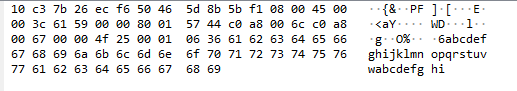 10 c3 7b 26 ec f6 50 46 5d 8b 5b f1 08 00 45 00 ··{&··PF ]·[···E·
00 3c 61 59 00 00 80 01 57 44 c0 a8 00 6c c0 a8 ·<aY···· WD···l··
00 67 00 00 4f 25 00 01 06 36 61 62 63 64 65 66 ·g··O%·· ·6abcdef
67 68 69 6a 6b 6c 6d 6e 6f 70 71 72 73 74 75 76 ghijklmn opqrstuv
77 61 62 63 64 65 66 67 68 69 wabcdefg hi